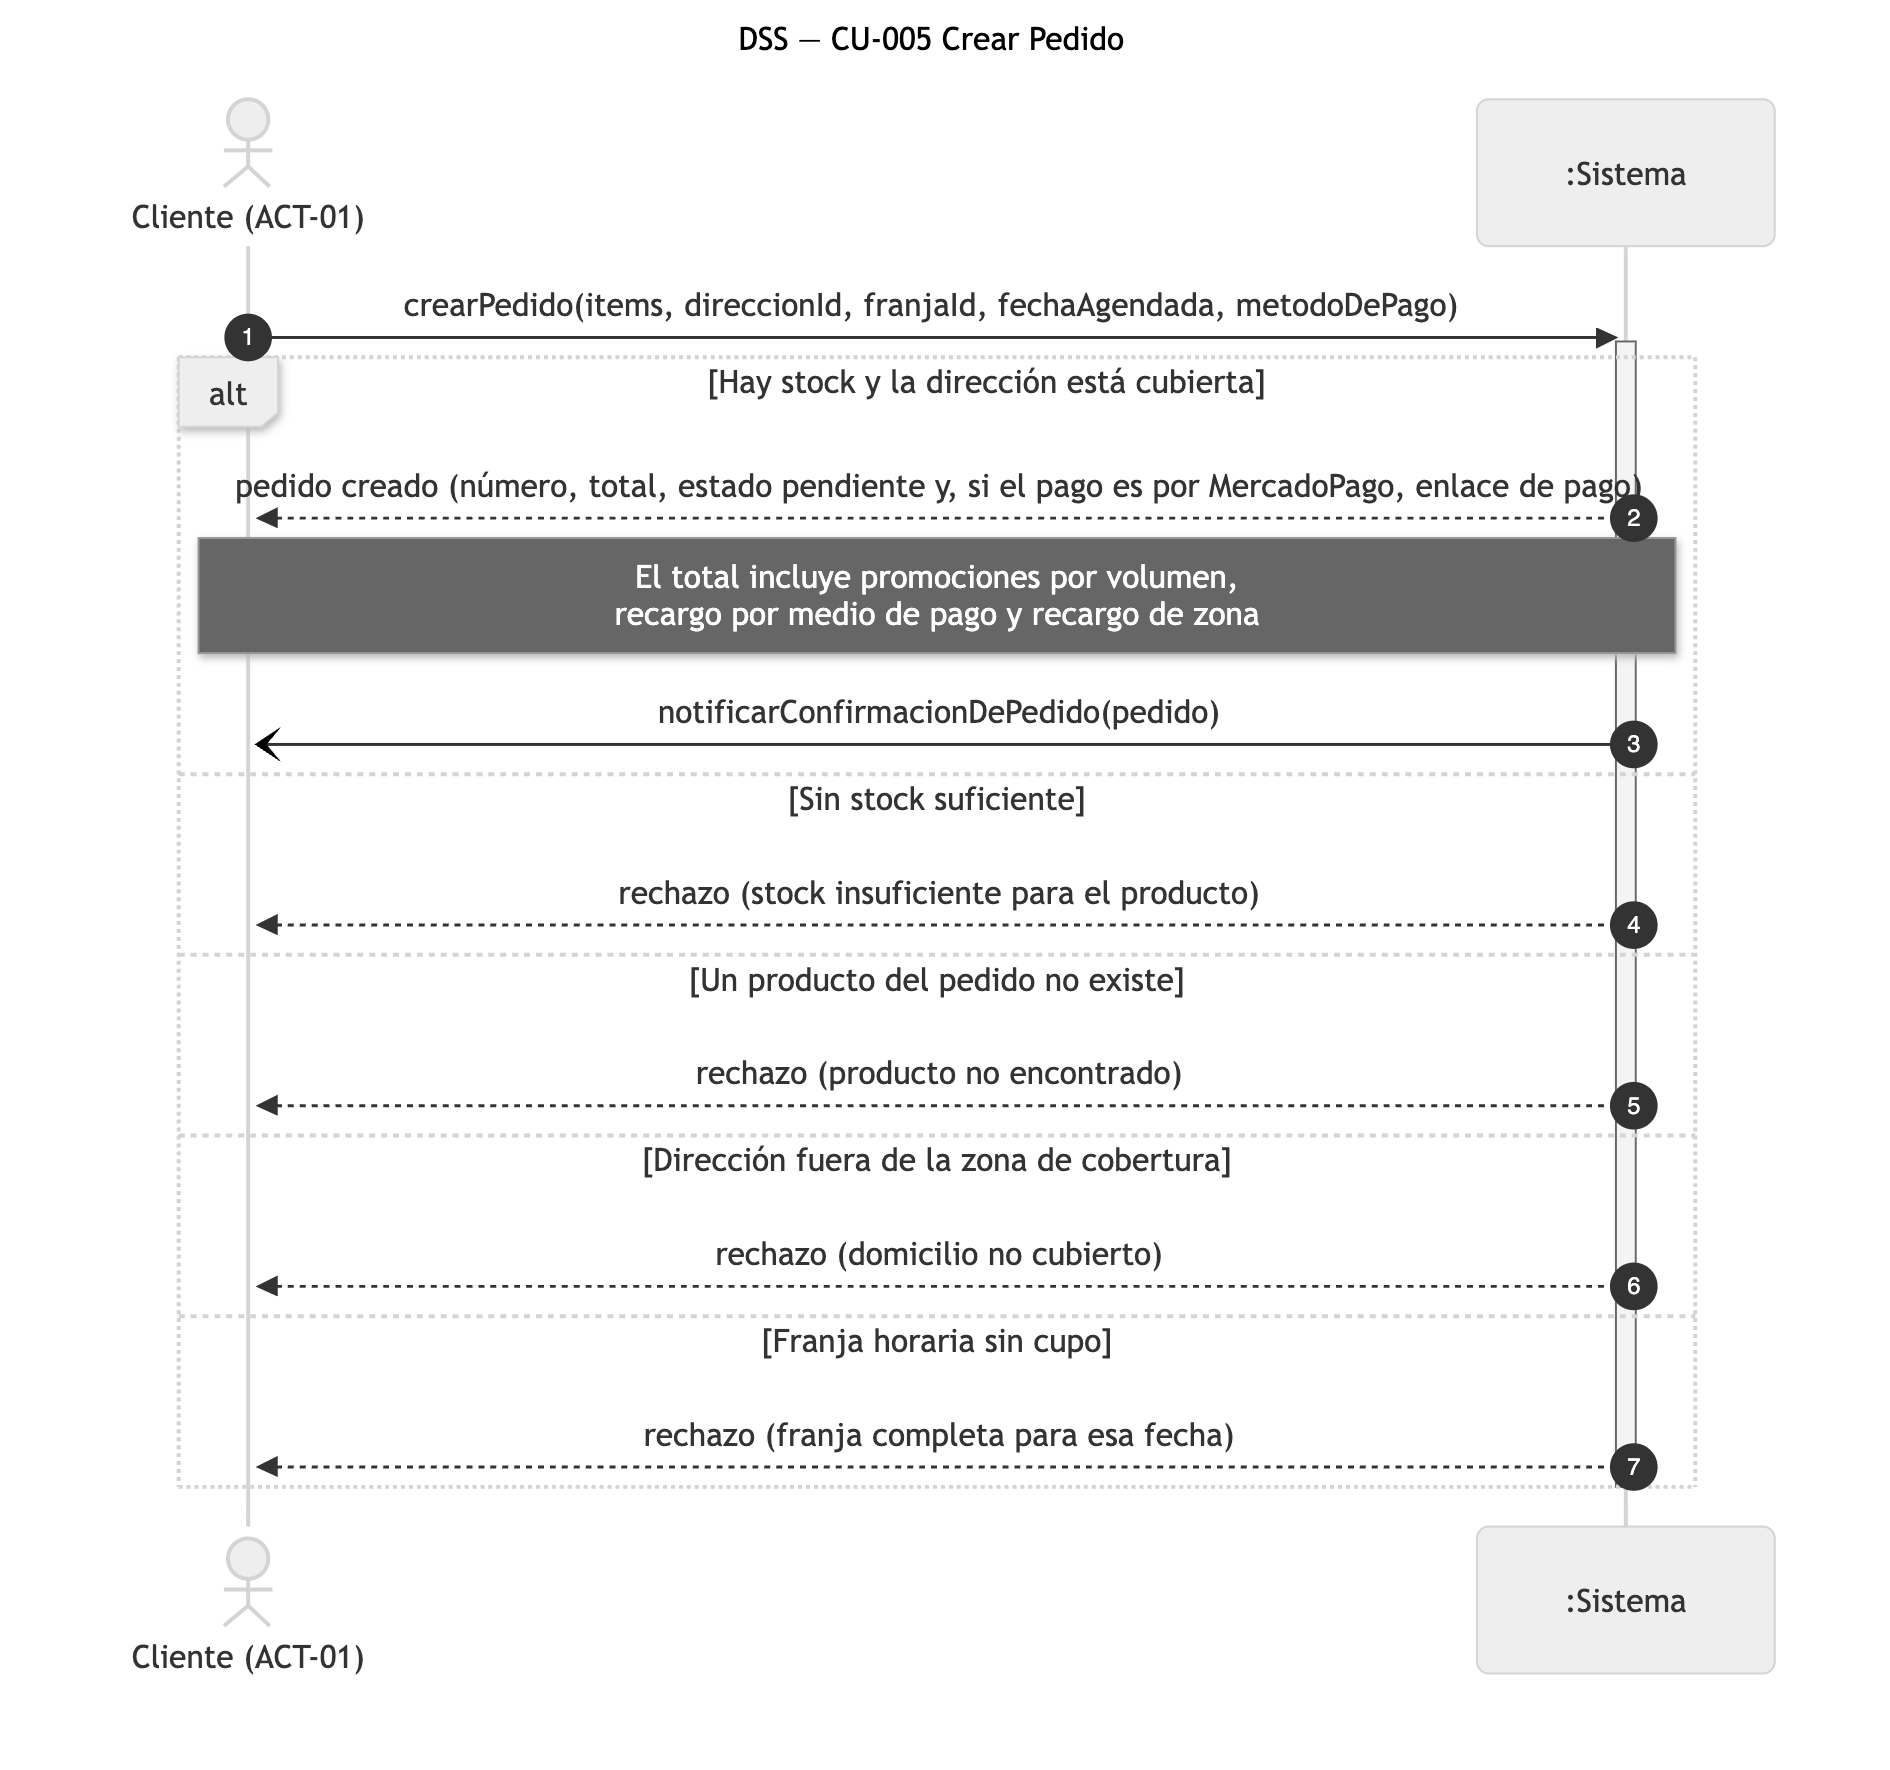 DSS — CU-005 Crear Pedido
Cliente (ACT-01)
:Sistema
crearPedido(items, direccionId, franjaId, fechaAgendada, metodoDePago)
1
alt
[Hay stock y la dirección está cubierta]
pedido creado (número, total, estado pendiente y, si el pago es por MercadoPago, enlace de pago)
2
El total incluye promociones por volumen,
recargo por medio de pago y recargo de zona
notificarConfirmacionDePedido(pedido)
3
[Sin stock suficiente]
rechazo (stock insuficiente para el producto)
4
[Un producto del pedido no existe]
rechazo (producto no encontrado)
5
[Dirección fuera de la zona de cobertura]
rechazo (domicilio no cubierto)
6
[Franja horaria sin cupo]
rechazo (franja completa para esa fecha)
7
Cliente (ACT-01)
:Sistema